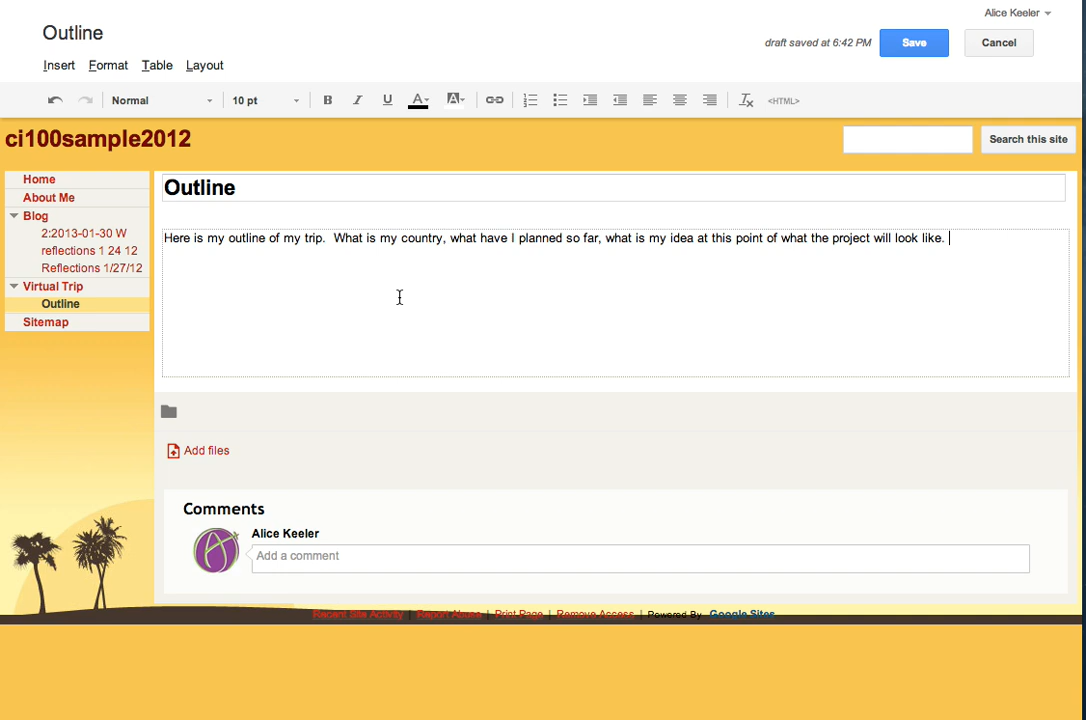 Alice Keeler
Outline
draft saved at 6:42 PM
Save
Cancel
Insert Format Table Layout
Normal 10 pt B I U A A <HTML>
ci100sample2012
Search this site
Home
About Me
Blog
2:2013-01-30 W
reflections 1 24 12
Reflections 1/27/12
Virtual Trip
Outline
Sitemap
Outline
Here is my outline of my trip.  What is my country, what have I planned so far, what is my idea at this point of what the project will look like.
Add files
Comments
Alice Keeler
Add a comment
Recent Site Activity | Report Abuse | Print Page | Remove Access | Powered By Google Sites